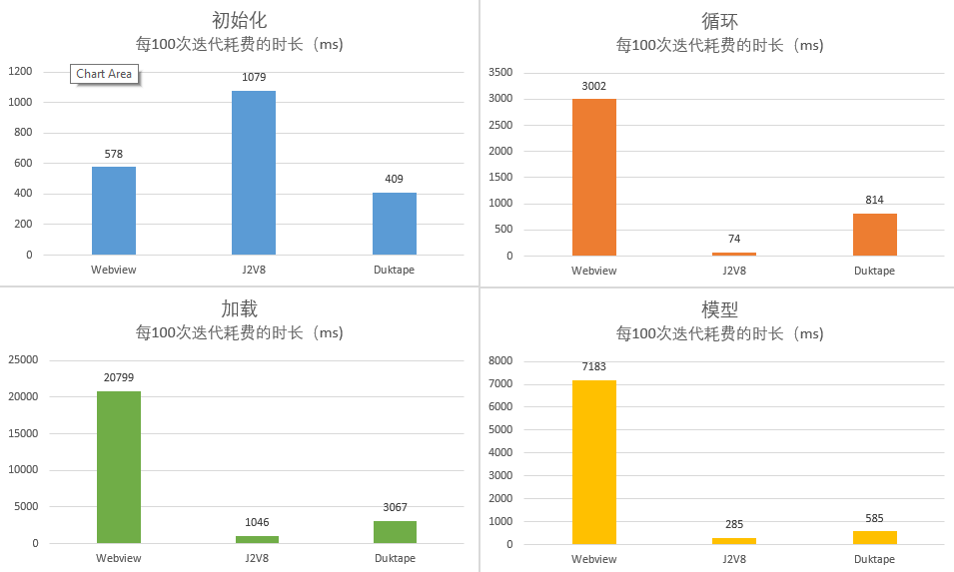 初始化
每100次迭代耗费的时长（ms)
Chart Area
1200
1000
800
600
400
200
0
578
1079
409
Webview
J2V8
Duktape
循环
每100次迭代耗费的时长（ms)
3500
3000
2500
2000
1500
1000
500
0
3002
74
814
Webview
J2V8
Duktape
加载
每100次迭代耗费的时长（ms)
25000
20000
15000
10000
5000
0
20799
1046
3067
Webview
J2V8
Duktape
模型
每100次迭代耗费的时长（ms)
8000
7000
6000
5000
4000
3000
2000
1000
0
7183
285
585
Webview
J2V8
Duktape